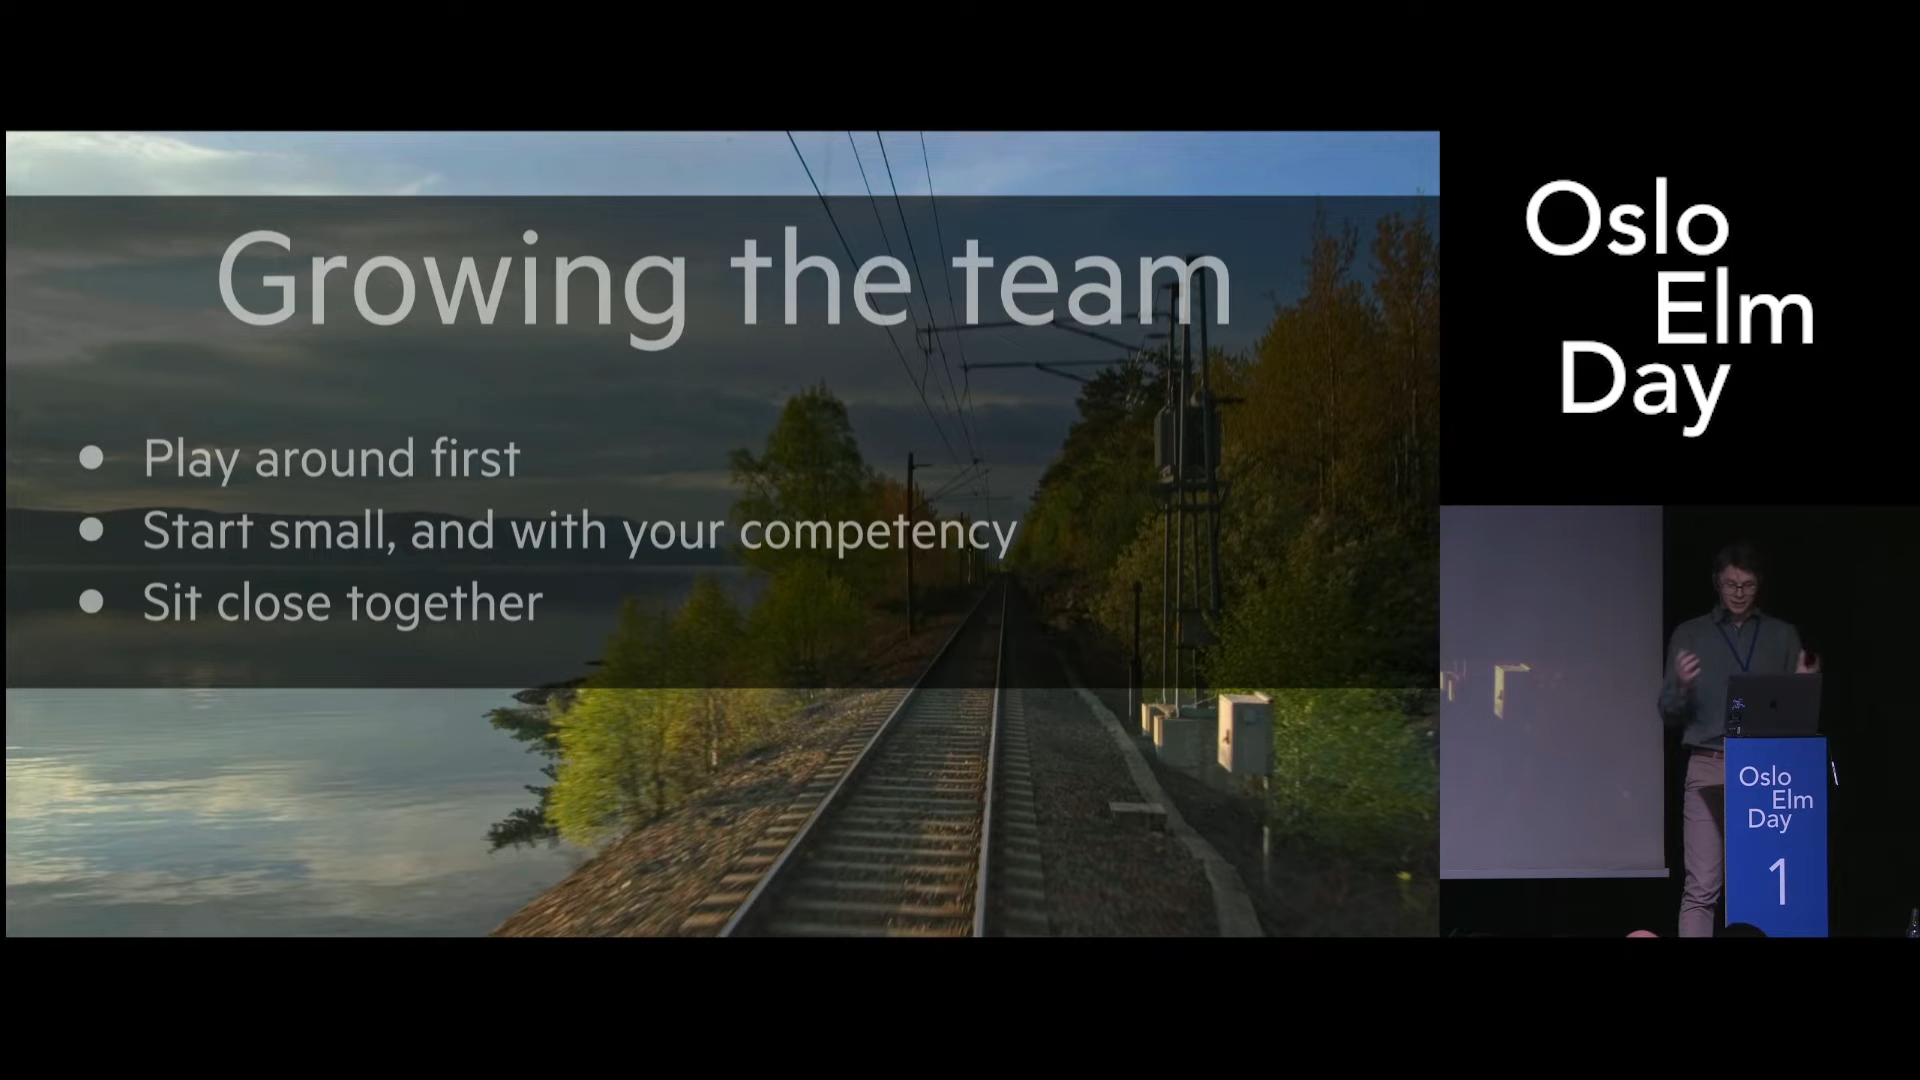 Growing the team
● Play around first
● Start small, and with your competency
● Sit close together
Oslo
Elm
Day
Oslo
Elm
Day
1